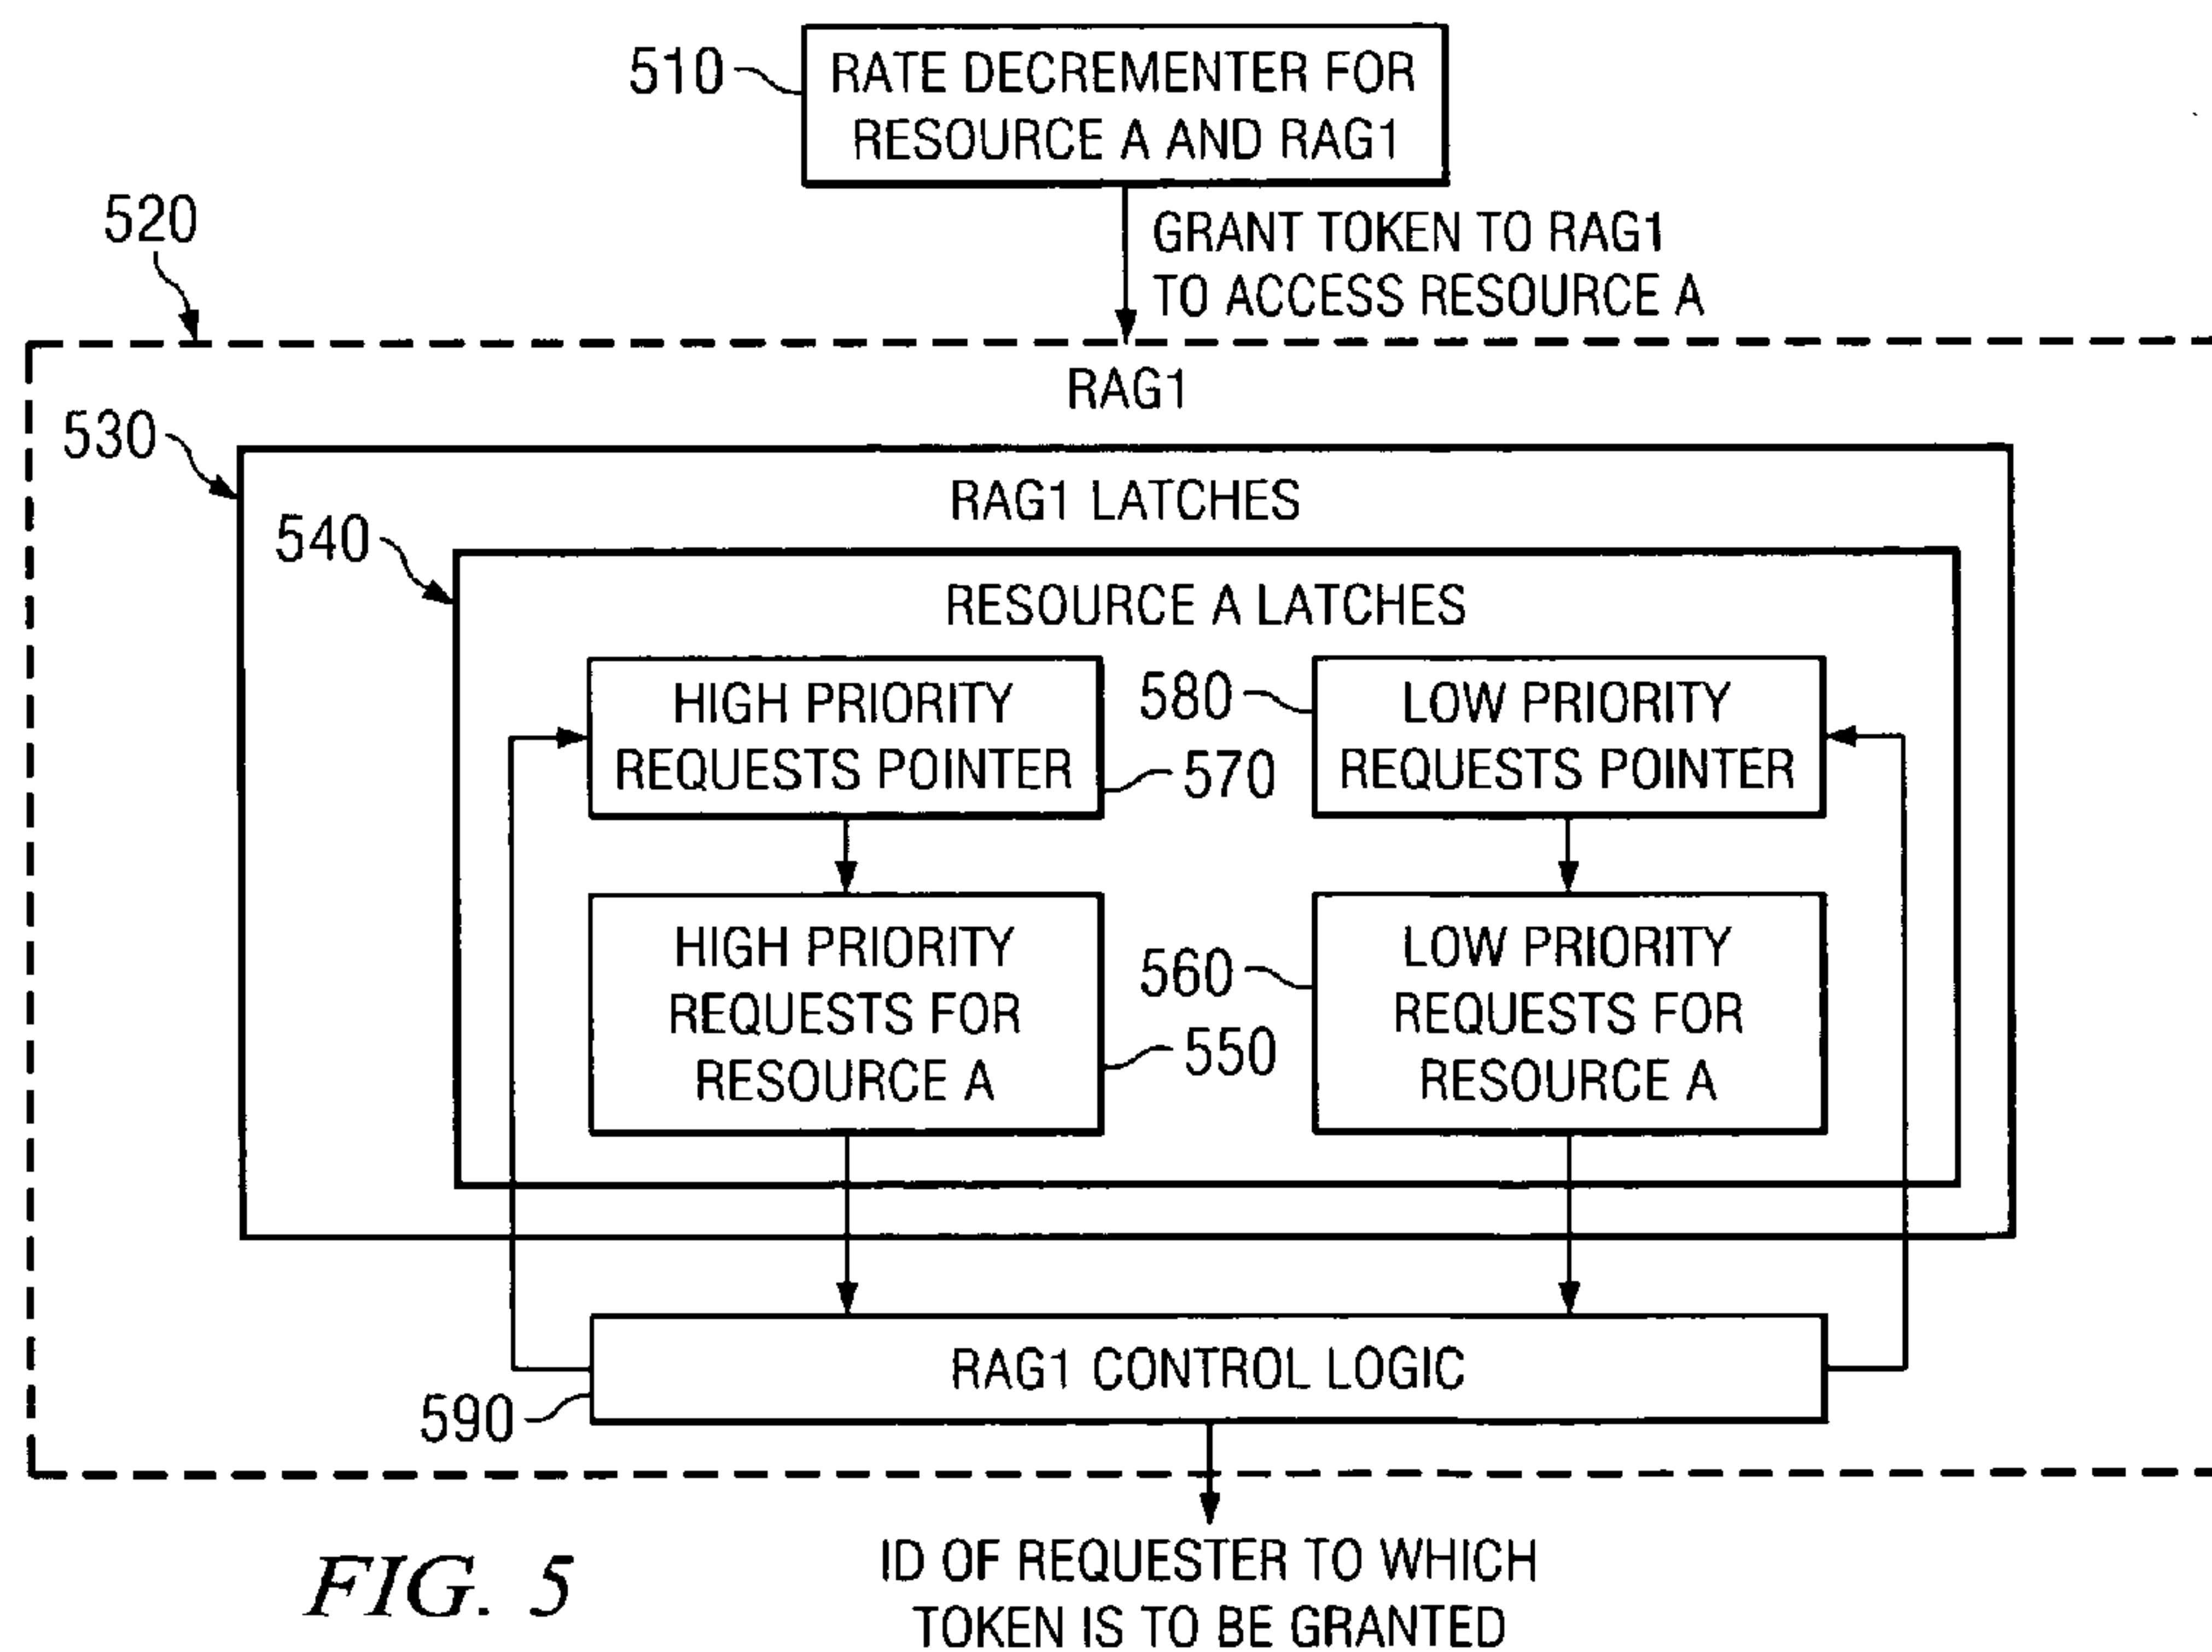 510
RATE DECREMENTER FOR
RESOURCE A AND RAG1
520
GRANT TOKEN TO RAG1
TO ACCESS RESOURCE A
RAG1
530
RAG1 LATCHES
540
RESOURCE A LATCHES
HIGH PRIORITY
REQUESTS POINTER
570
580
LOW PRIORITY
REQUESTS POINTER
HIGH PRIORITY
REQUESTS FOR
RESOURCE A
550
560
LOW PRIORITY
REQUESTS FOR
RESOURCE A
RAG1 CONTROL LOGIC
590
ID OF REQUESTER TO WHICH
TOKEN IS TO BE GRANTED
FIG. 5